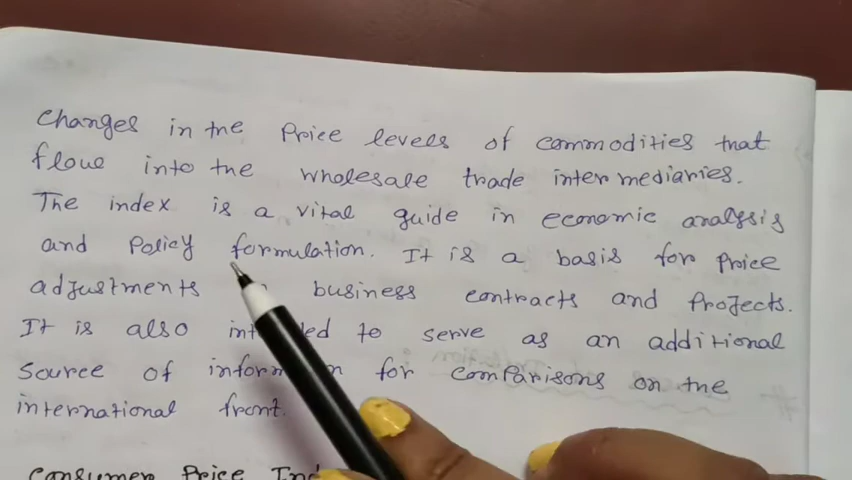 Changes in the Price levels of commodities that
flow into the wholesale trade intermediaries.
The index is a vital guide in economic analysis
and Policy formulation. It is a basis for price
adjustments business contracts and Projects.
It is also to serve as an additional
Source of for comparisons on the
international front.
Consumer Price